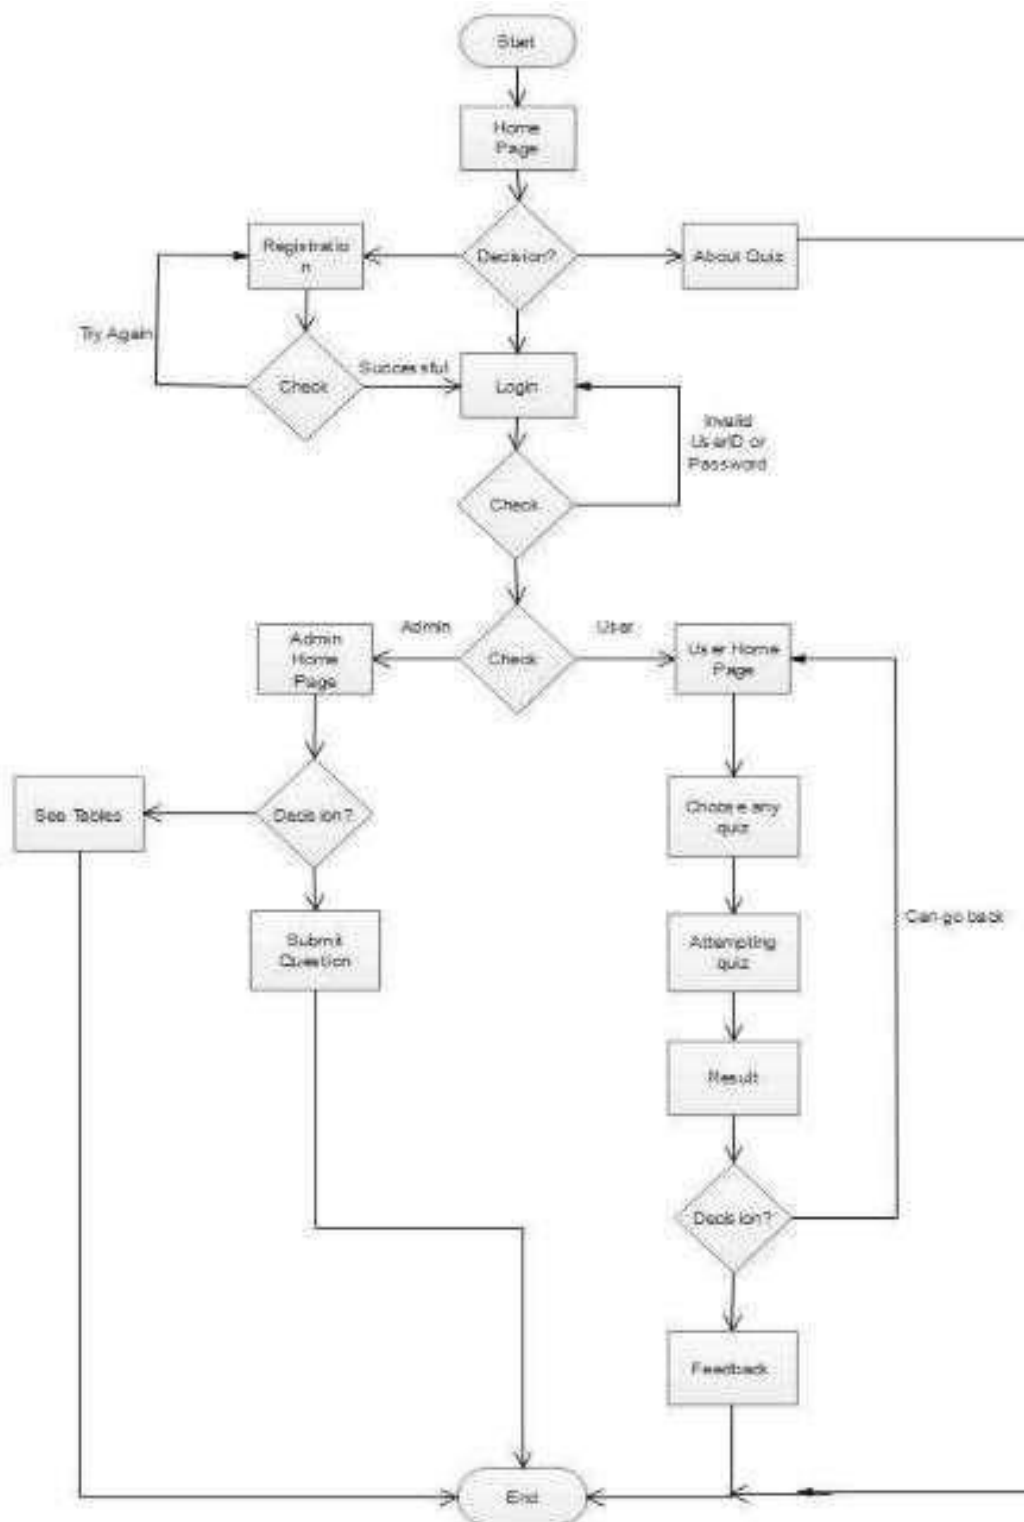 Start
Home
Page
Registratio
n
Decision?
About Quiz
Try Again
Check
Successful
Login
Invalid
UserID or
Password
Check
Admin
Home
Page
Admin
Check
User
User Home
Page
See Tables
Decision?
Choose any
quiz
Submit
Question
Attempting
quiz
Can go back
Result
Decision?
Feedback
End